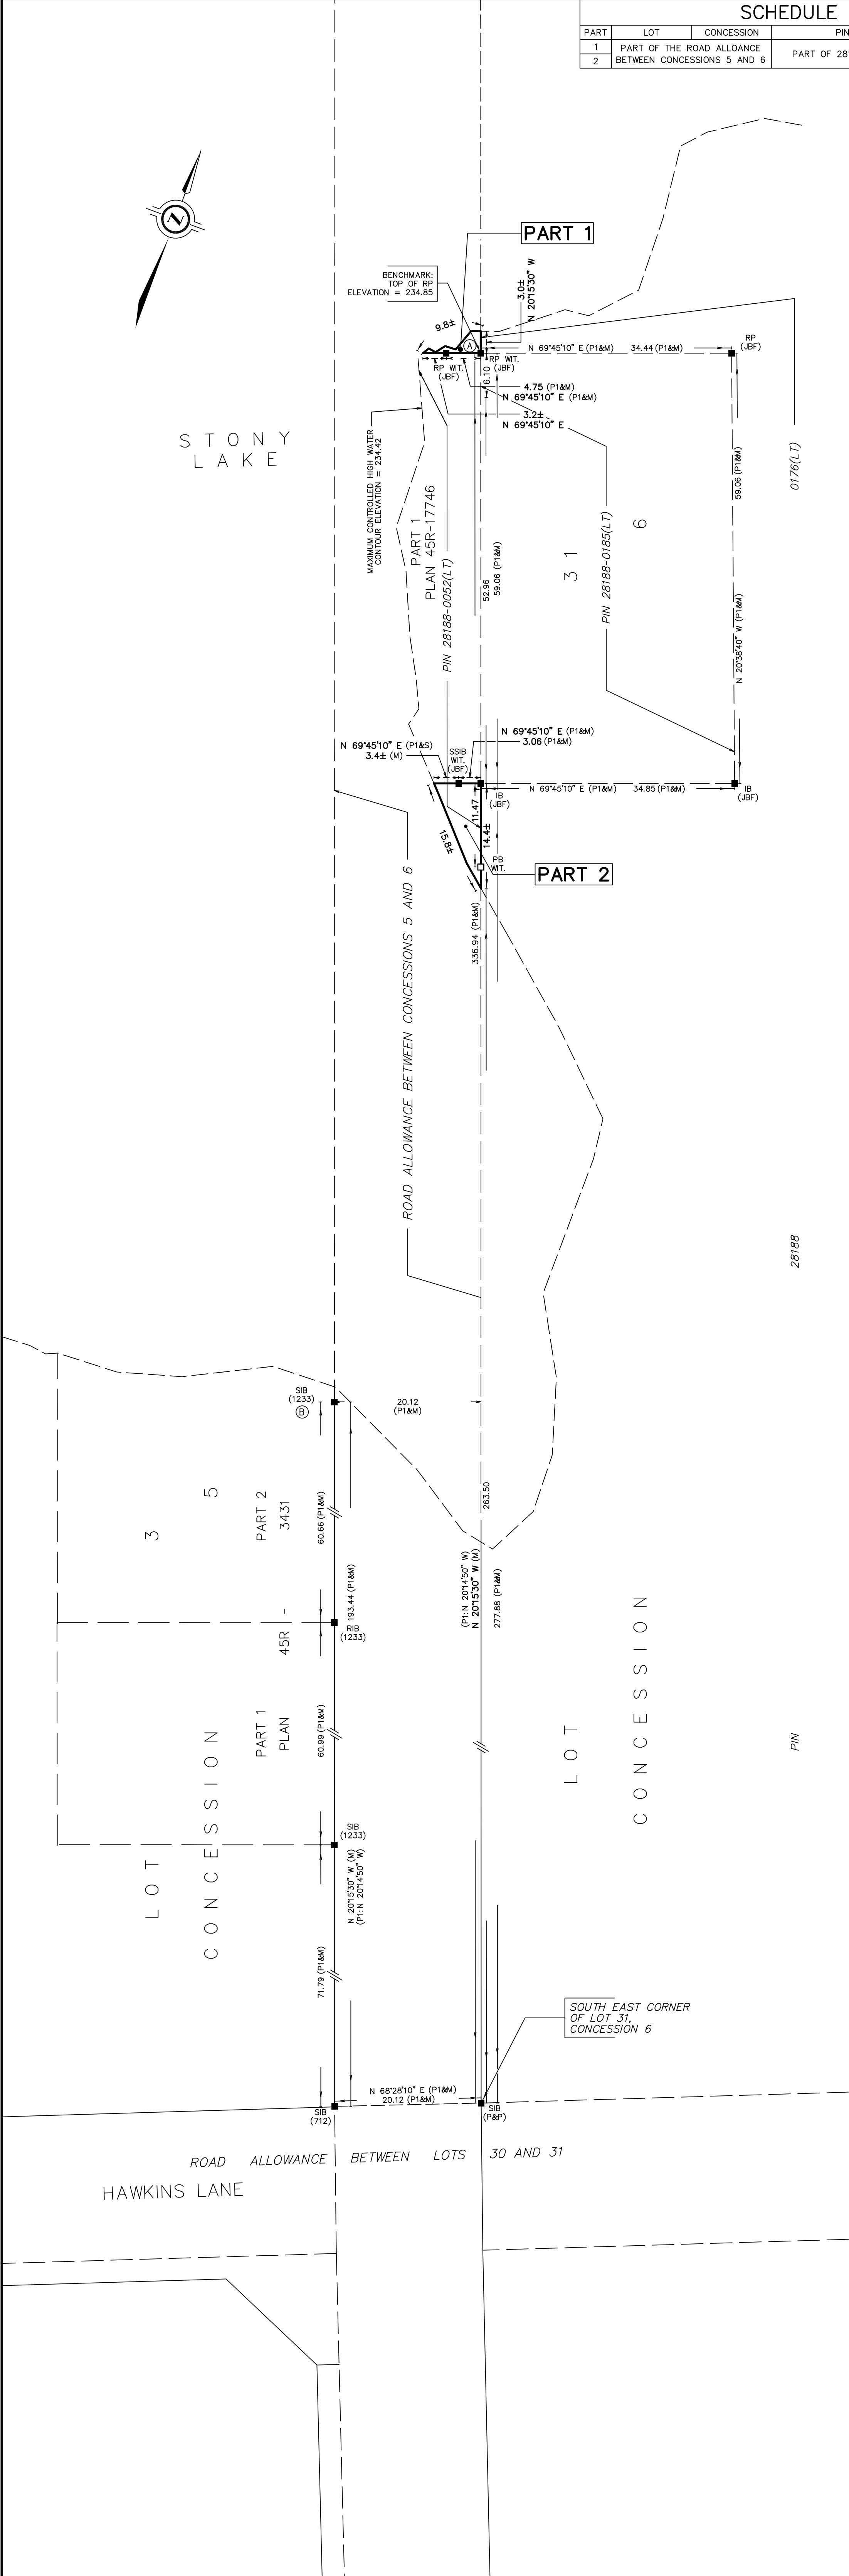 SCHEDULE
PART LOT CONCESSION PIN
1 PART OF THE ROAD ALLOANCE
2 BETWEEN CONCESSIONS 5 AND 6
PART OF 28
PART 1
BENCHMARK:
TOP OF RP
ELEVATION = 234.85
3.0±
N 20°15'30" W
9.8±
A
N 69°45'10" E (P1&M) 34.44 (P1&M)
RP
(JBF)
RP WIT.
(JBF)
RP WIT.
(JBF)
6.10
4.75 (P1&M)
N 69°45'10" E (P1&M)
3.2±
N 69°45'10" E
STONY
LAKE
MAXIMUM CONTROLLED HIGH WATER
CONTOUR ELEVATION = 234.42
PART 1
PLAN 45R-17746
PIN 28188-0052(LT)
52.96
59.06 (P1&M)
31
6
PIN 28188-0185(LT)
59.06 (P1&M)
N 20°38'40" W (P1&M)
0176(LT)
N 69°45'10" E (P1&S)
3.4± (M)
SSIB
WIT.
(JBF)
N 69°45'10" E (P1&M)
3.06 (P1&M)
IB
(JBF)
N 69°45'10" E (P1&M) 34.85 (P1&M)
IB
(JBF)
11.47
14.4±
15.8±
PB
WIT.
PART 2
336.94 (P1&M)
ROAD ALLOWANCE BETWEEN CONCESSIONS 5 AND 6
28188
SIB
(1233)
B
20.12
(P1&M)
263.50
3
5
PART 2
3431
60.66 (P1&M)
193.44 (P1&M)
(P1:N 20°14'50" W)
N 20°15'30" W (M)
277.88 (P1&M)
45R -
RIB
(1233)
PART 1
PLAN
60.99 (P1&M)
LOT
CONCESSION
PIN
SIB
(1233)
N 20°15'30" W (M)
(P1:N 20°14'50" W)
LOT
CONCESSION
71.79 (P1&M)
SOUTH EAST CORNER
OF LOT 31,
CONCESSION 6
N 68°28'10" E (P1&M)
20.12 (P1&M)
SIB
(712)
SIB
(P&P)
ROAD ALLOWANCE BETWEEN LOTS 30 AND 31
HAWKINS LANE